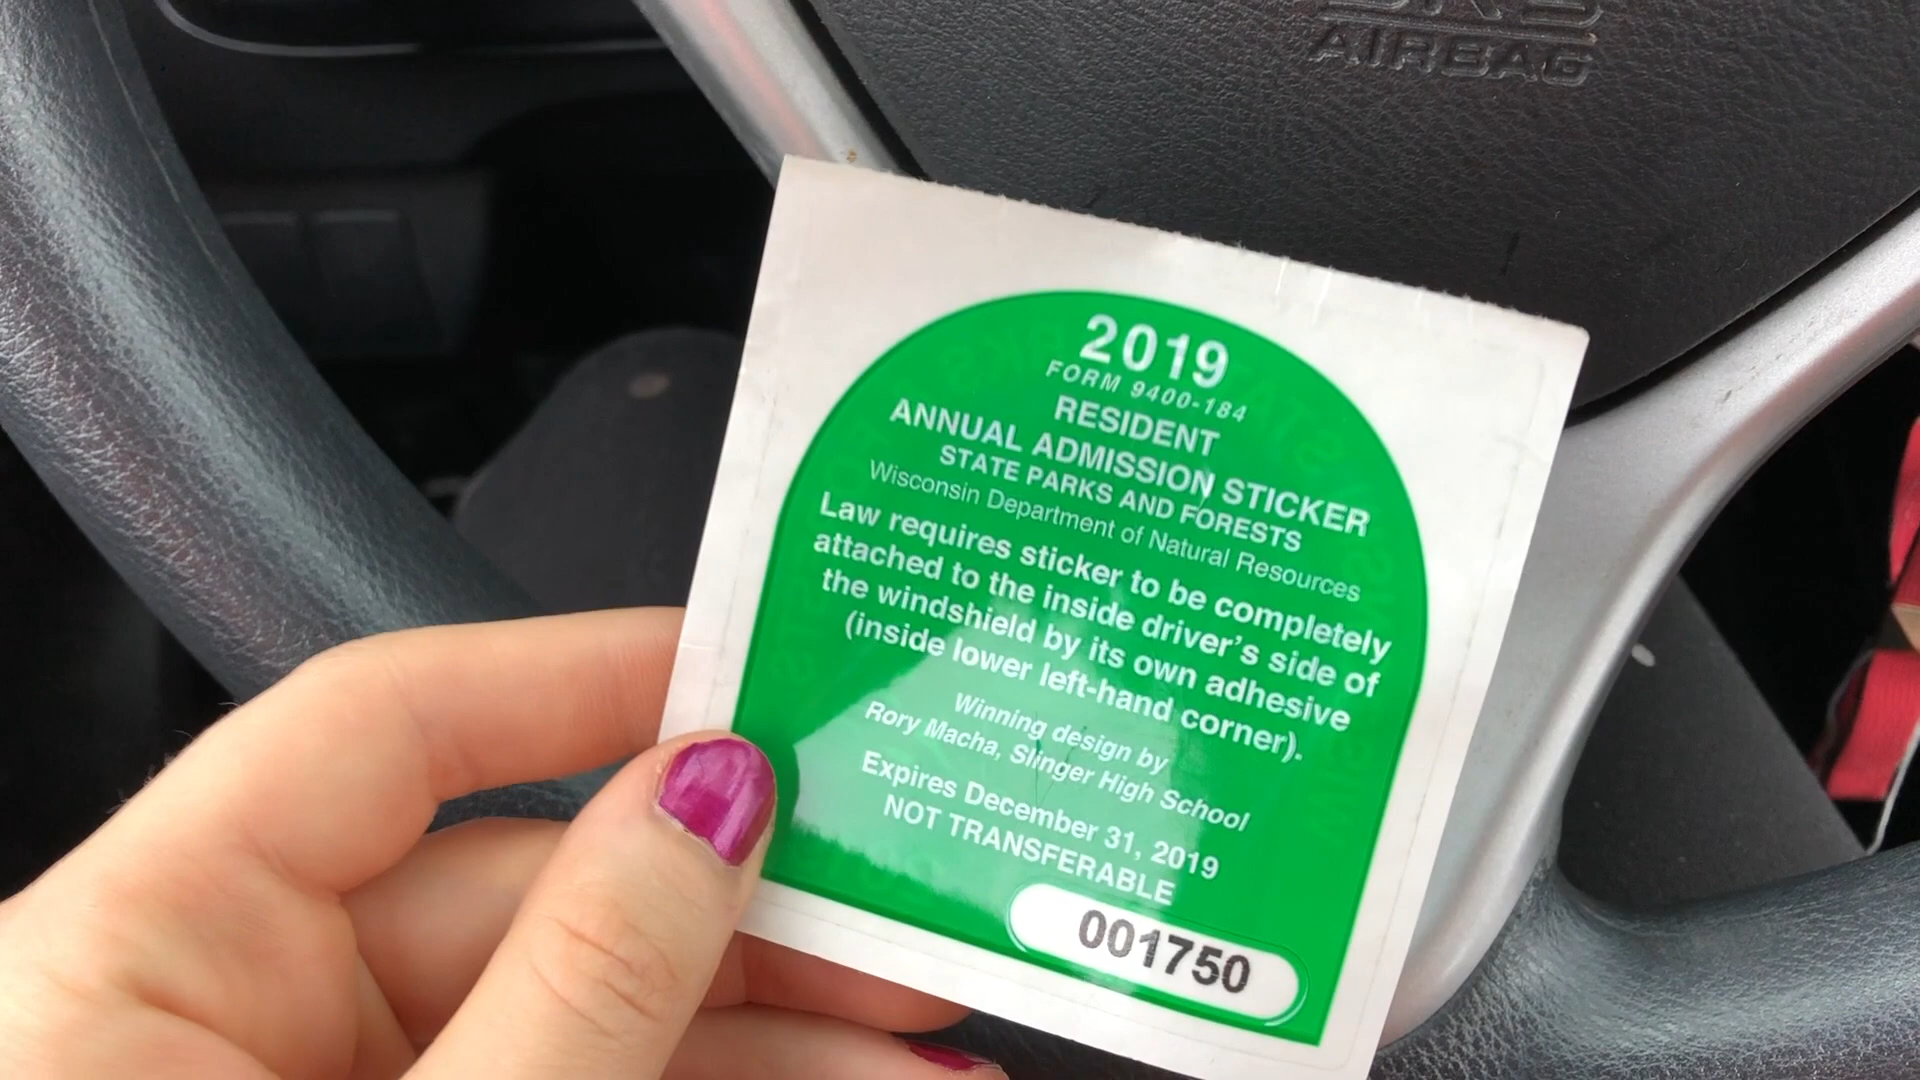 SRS
AIRBAG
2019
FORM 9400-184
RESIDENT
ANNUAL ADMISSION STICKER
STATE PARKS AND FORESTS
Wisconsin Department of Natural Resources
Law requires sticker to be completely
attached to the inside driver's side of
the windshield by its own adhesive
(inside lower left-hand corner).
Winning design by
Rory Macha, Slinger High School
Expires December 31, 2019
NOT TRANSFERABLE
001750